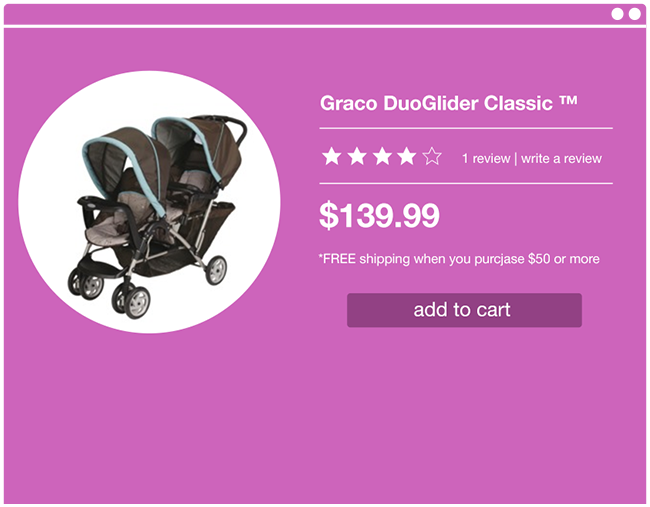 Graco DuoGlider Classic ™
1 review | write a review
$139.99
*FREE shipping when you purcjase $50 or more
add to cart